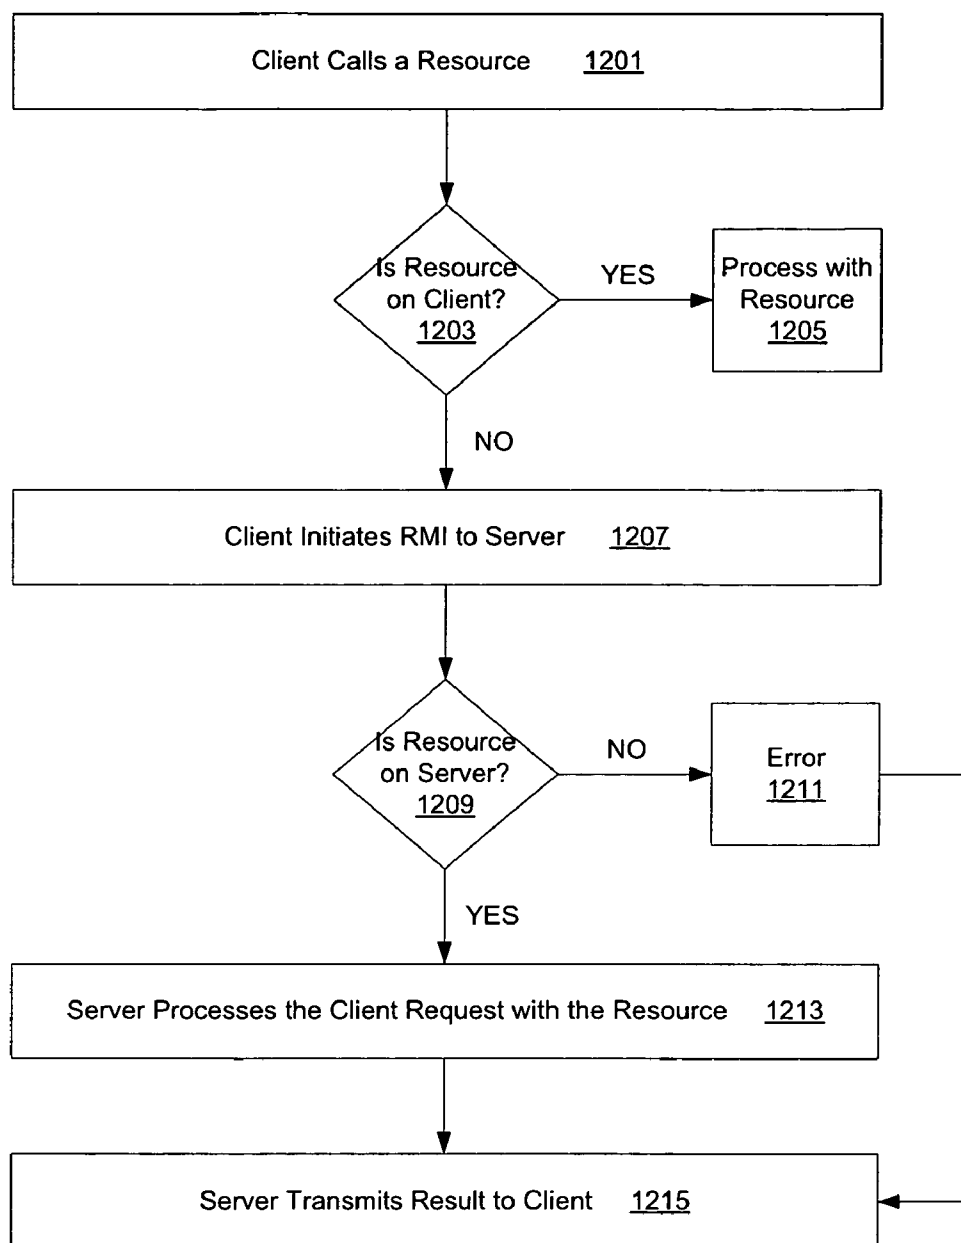 Client Calls a Resource 1201
Is Resource
on Client?
1203
YES
Process with
Resource
1205
NO
Client Initiates RMI to Server 1207
Is Resource
on Server?
1209
NO
Error
1211
YES
Server Processes the Client Request with the Resource 1213
Server Transmits Result to Client 1215